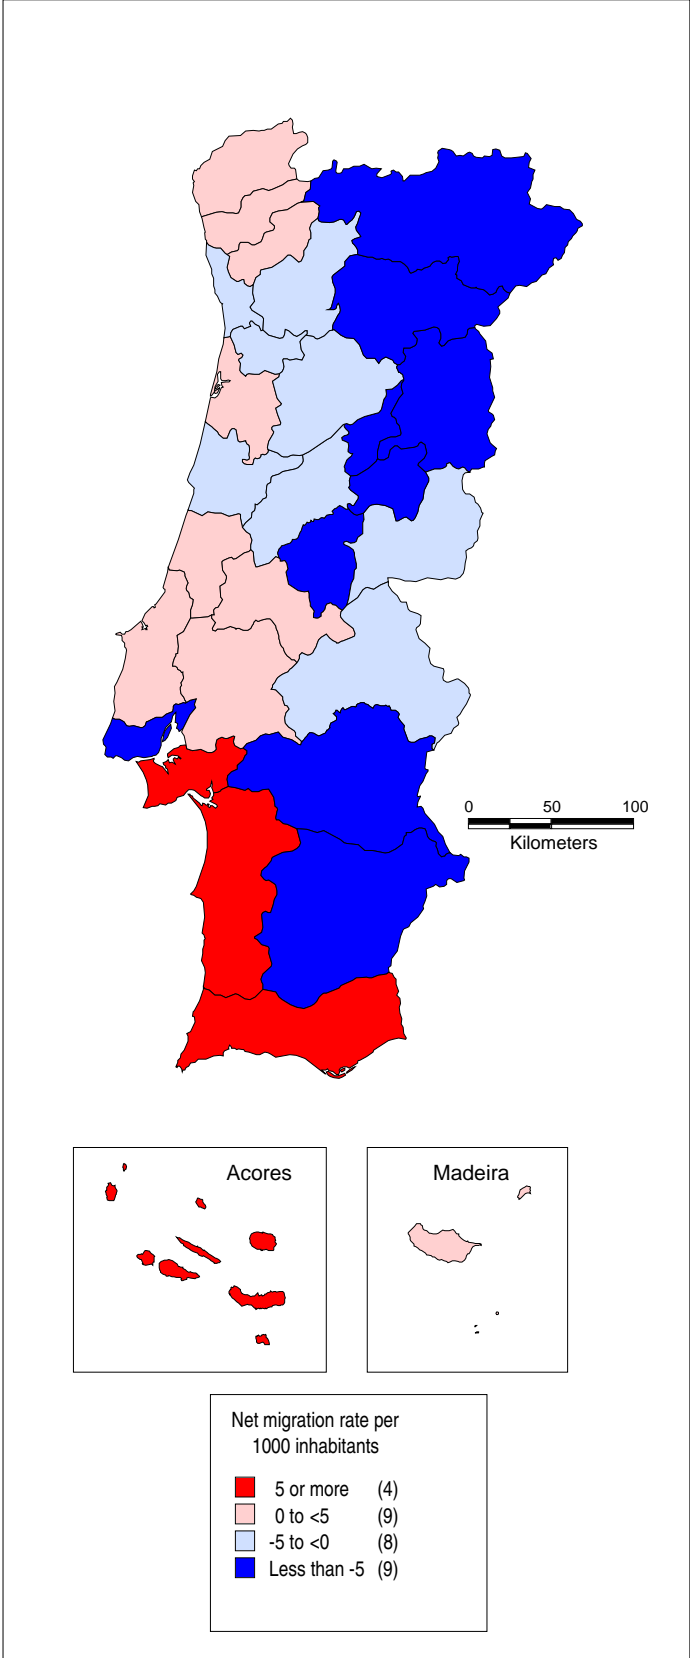 0 50 100
Kilometers
Acores
Madeira
Net migration rate per
1000 inhabitants
5 or more (4)
0 to <5 (9)
-5 to <0 (8)
Less than -5 (9)